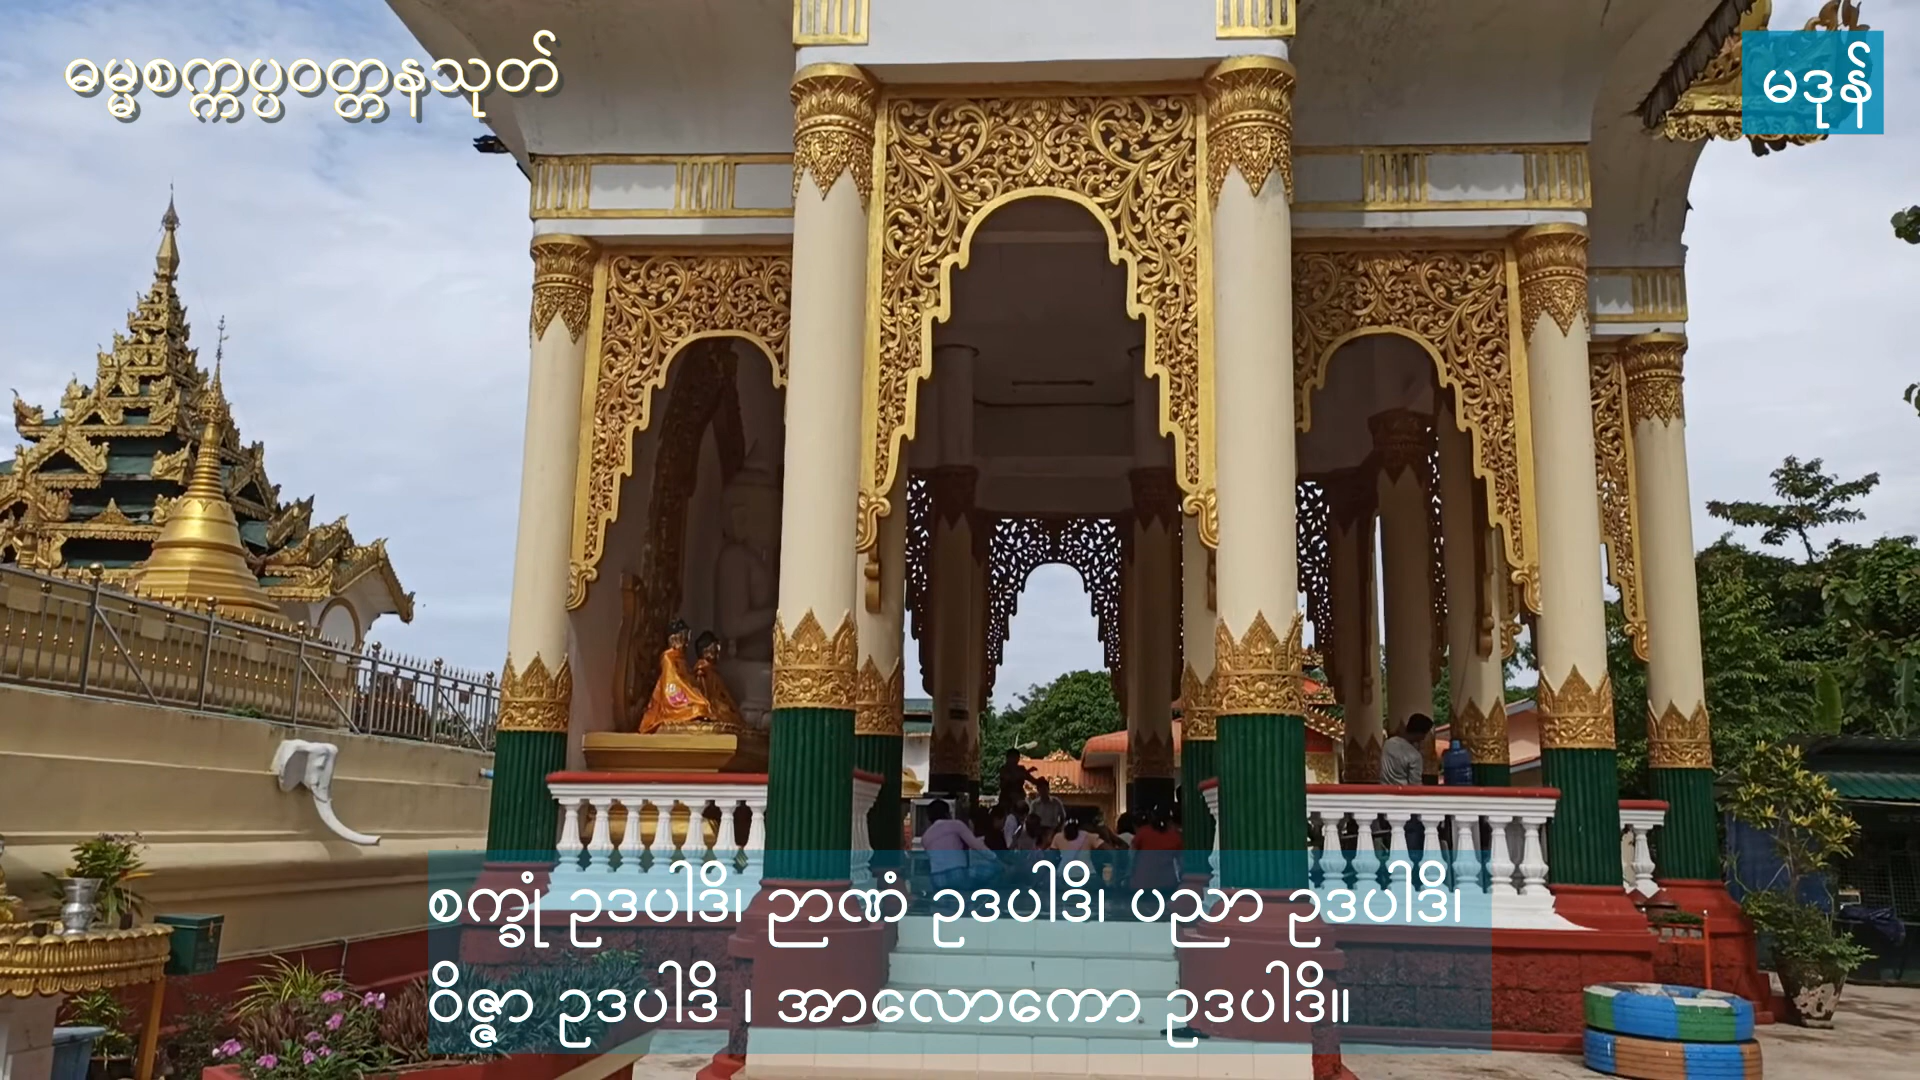 ဓမ္မစက္ကပ္ပဝတ္တနသုတ်
မဒုန်
စက္ခုံ ဥဒပါဒိ၊ ဉာဏံ ဥဒပါဒိ၊ ပညာ ဥဒပါဒိ၊
ဝိဇ္ဇာ ဥဒပါဒိ ၊ အာလောကော ဥဒပါဒိ။